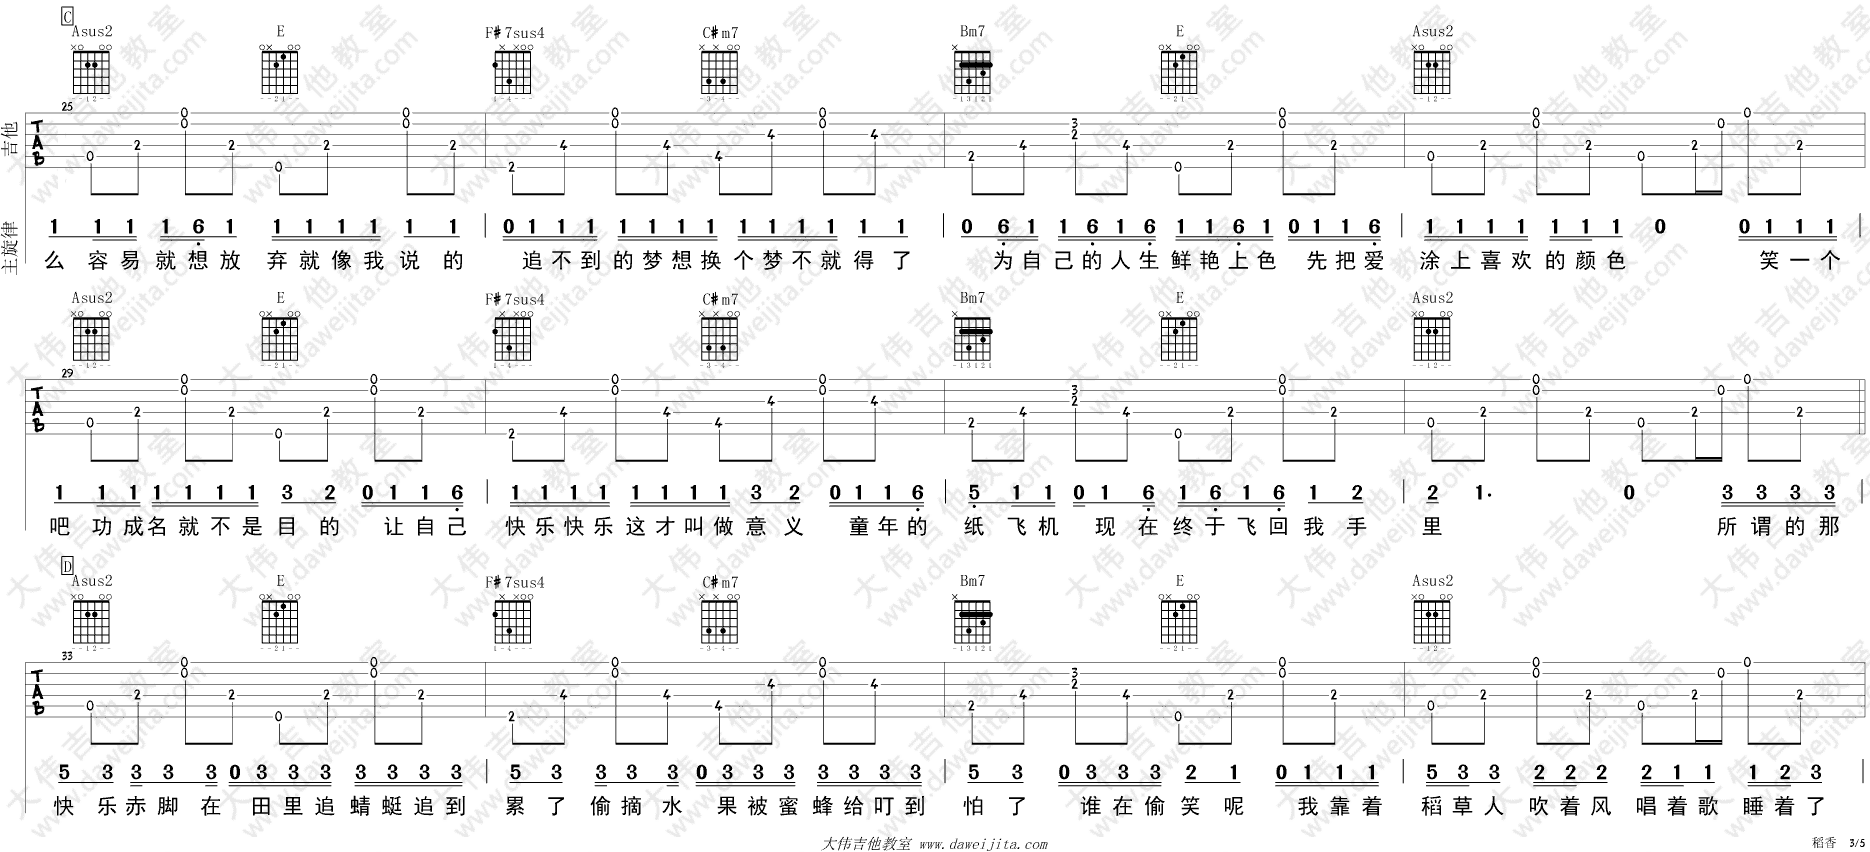 C
Asus2 E F#7sus4 C#m7 Bm7 E Asus2
25
吉他 TAB
主旋律
1 1 1 1 6 1 1 1 1 1 1 1 | 0 1 1 1 1 1 1 1 1 1 1 1 1 1 | 0 6 1 1 6 1 6 1 1 6 1 0 1 1 6 | 1 1 1 1 1 1 1 0 0 1 1 1 |
么容易就想放弃就像我说的 追不到的梦想换个梦不就得了 为自己的人生鲜艳上色 先把爱 涂上喜欢的颜色 笑一个
Asus2 E F#7sus4 C#m7 Bm7 E Asus2
29
TAB
1 1 1 1 1 1 1 3 2 0 1 1 6 | 1 1 1 1 1 1 1 1 3 2 0 1 1 6 | 5 1 1 0 1 6 1 6 1 6 1 2 | 2 1· 0 3 3 3 3 |
吧功成名就不是目的 让自己 快乐快乐这才叫做意义 童年的 纸飞机 现在终于飞回我手 里 所谓的那
D
Asus2 E F#7sus4 C#m7 Bm7 E Asus2
33
TAB
5 3 3 3 3 0 3 3 3 3 3 3 3 | 5 3 3 3 3 0 3 3 3 3 3 3 3 | 5 3 0 3 3 3 2 1 0 1 1 1 | 5 3 3 2 2 2 2 1 1 1 2 3 |
快乐赤脚在 田里追蜻蜓追到 累了 偷摘水 果被蜜蜂给叮到 怕了 谁在偷笑呢 我靠着 稻草人 吹着风 唱着歌 睡着了
大伟吉他教室 www.daweijita.com
稻香 3/5